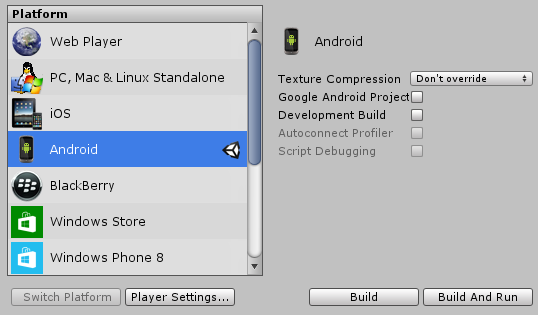 Platform
Web Player
PC, Mac & Linux Standalone
iOS
Android
BlackBerry
Windows Store
Windows Phone 8
Switch Platform
Player Settings...
Android
Texture Compression Don't override
Google Android Project
Development Build
Autoconnect Profiler
Script Debugging
Build
Build And Run